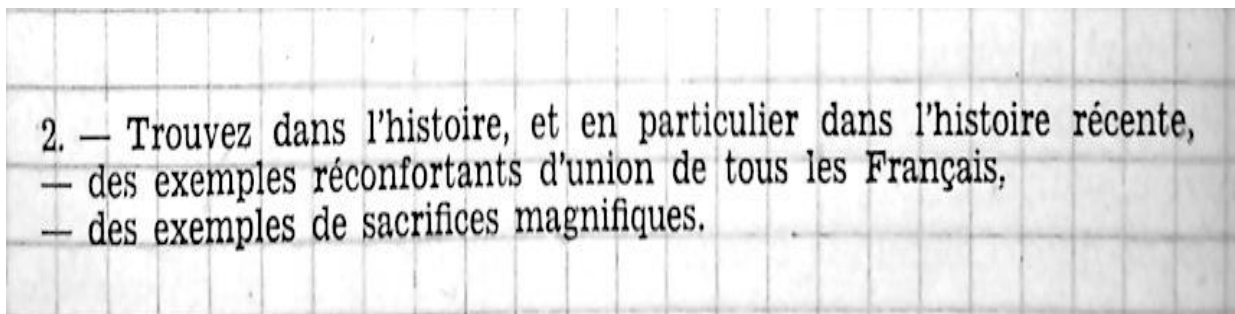 2. — Trouvez dans l'histoire, et en particulier dans l'histoire récente,
— des exemples réconfortants d'union de tous les Français,
— des exemples de sacrifices magnifiques.